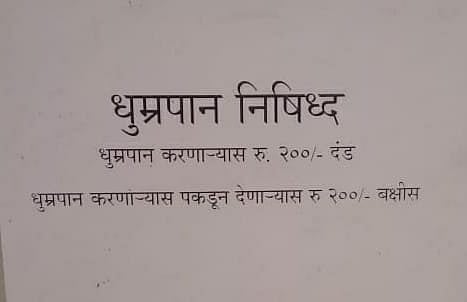 धुम्रपान निषिध्द
धुम्रपान करणाऱ्यास रु. २००/- दंड
धुम्रपान करणाऱ्यास पकडून देणाऱ्यास रु २००/- बक्षीस